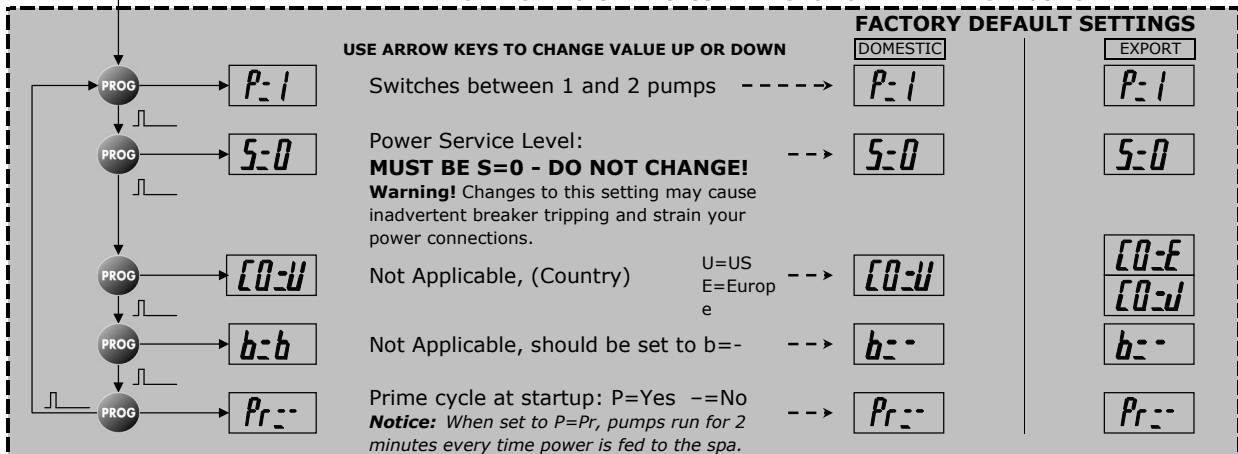 FACTORY DEFAULT SETTINGS
USE ARROW KEYS TO CHANGE VALUE UP OR DOWN
DOMESTIC
EXPORT
PROG
P=1
Switches between 1 and 2 pumps
P=1
P=1
PROG
S=0
Power Service Level:
MUST BE S=0 - DO NOT CHANGE!
Warning! Changes to this setting may cause
inadvertent breaker tripping and strain your
power connections.
S=0
S=0
PROG
CO=U
Not Applicable, (Country)
U=US
E=Europ
e
CO=U
CO=E
CO=J
PROG
b=b
Not Applicable, should be set to b=-
b=-
b=-
PROG
Pr=-
Prime cycle at startup: P=Yes –=No
Notice: When set to P=Pr, pumps run for 2
minutes every time power is fed to the spa.
Pr=-
Pr=-